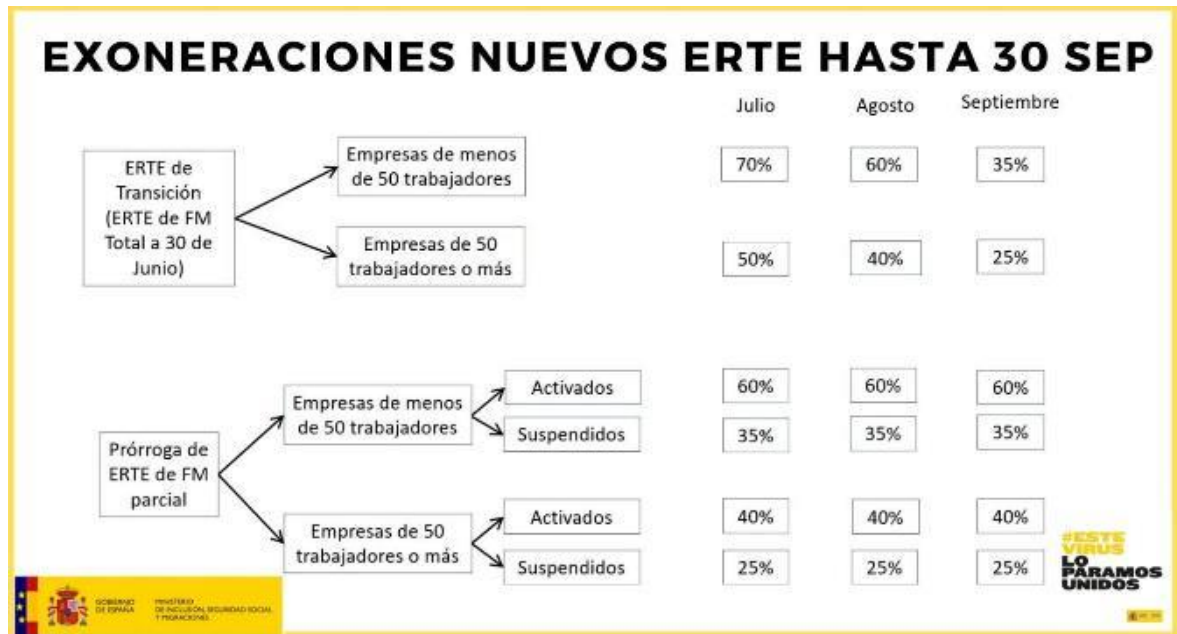 EXONERACIONES NUEVOS ERTE HASTA 30 SEP
Julio
Agosto
Septiembre
ERTE de
Transición
(ERTE de FM
Total a 30 de
Junio)
Empresas de menos
de 50 trabajadores
70%
60%
35%
Empresas de 50
trabajadores o más
50%
40%
25%
Prórroga de
ERTE de FM
parcial
Empresas de menos
de 50 trabajadores
Activados
60%
60%
60%
Suspendidos
35%
35%
35%
Empresas de 50
trabajadores o más
Activados
40%
40%
40%
Suspendidos
25%
25%
25%
#ESTE
VIRUS
LO
PARAMOS
UNIDOS
GOBIERNO
DE ESPAÑA
MINISTERIO
DE INCLUSIÓN, SEGURIDAD SOCIAL
Y MIGRACIONES